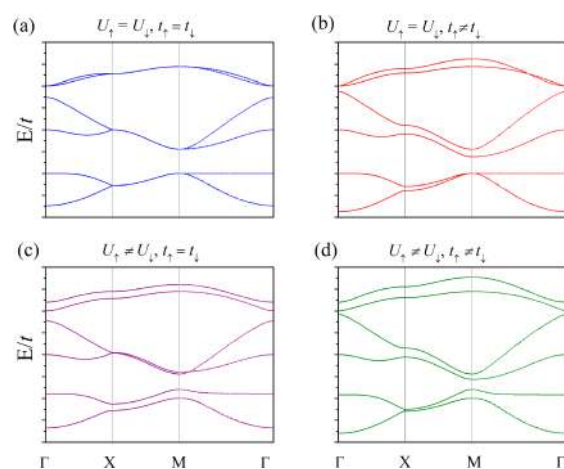 (a) U↑ = U↓, t↑ = t↓
(b) U↑ = U↓, t↑ ≠ t↓
E/t
(c) U↑ ≠ U↓, t↑ = t↓
(d) U↑ ≠ U↓, t↑ ≠ t↓
E/t
Γ X M Γ Γ X M Γ